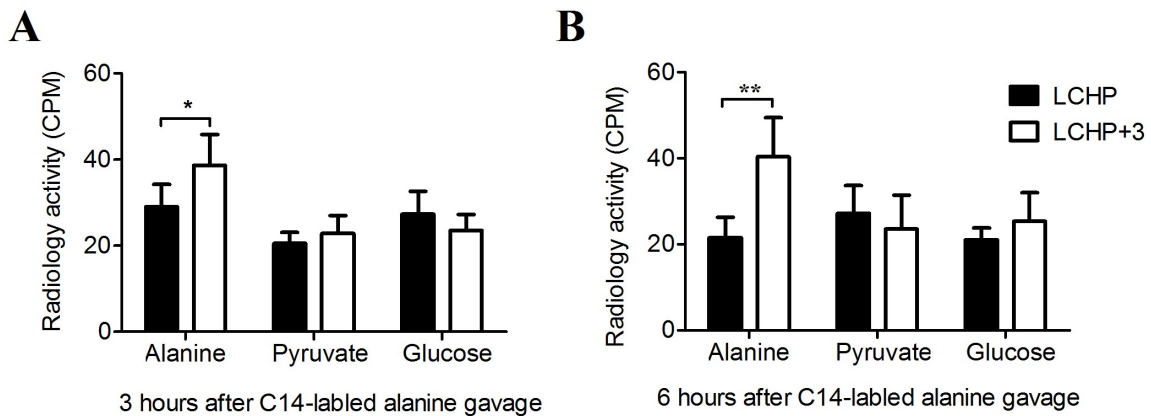 A
Radiology activity (CPM)
60
40
20
0
*
Alanine Pyruvate Glucose
3 hours after C14-labled alanine gavage
B
Radiology activity (CPM)
60
40
20
0
**
LCHP
LCHP+3
Alanine Pyruvate Glucose
6 hours after C14-labled alanine gavage